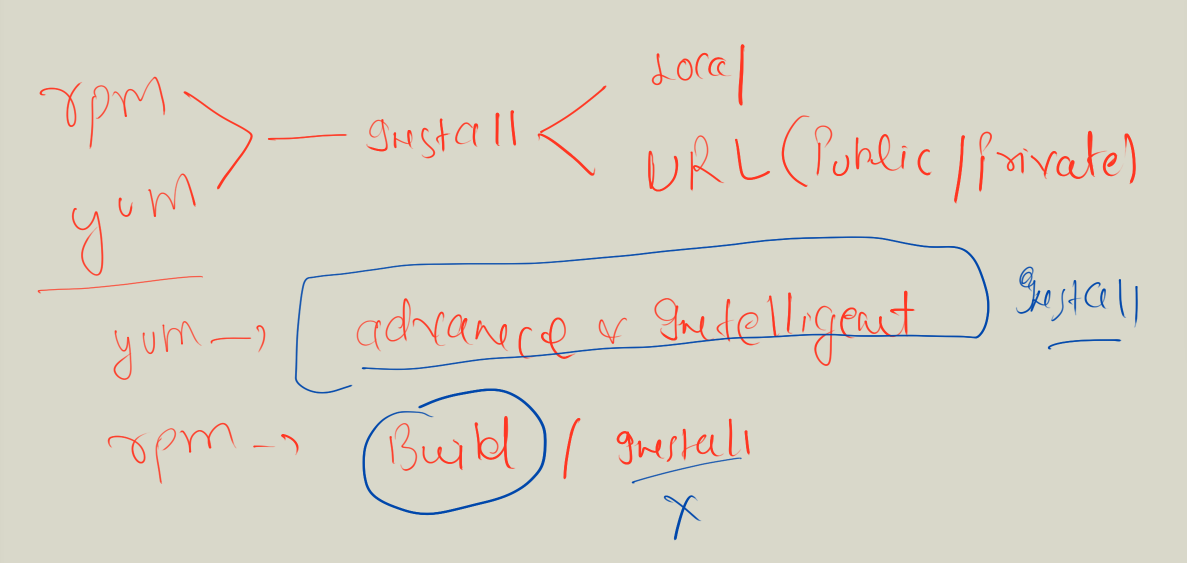 rpm
yum
Install
Local
URL (Public / Private)
yum → advance & Intelligent Install
rpm → Build / Install
X